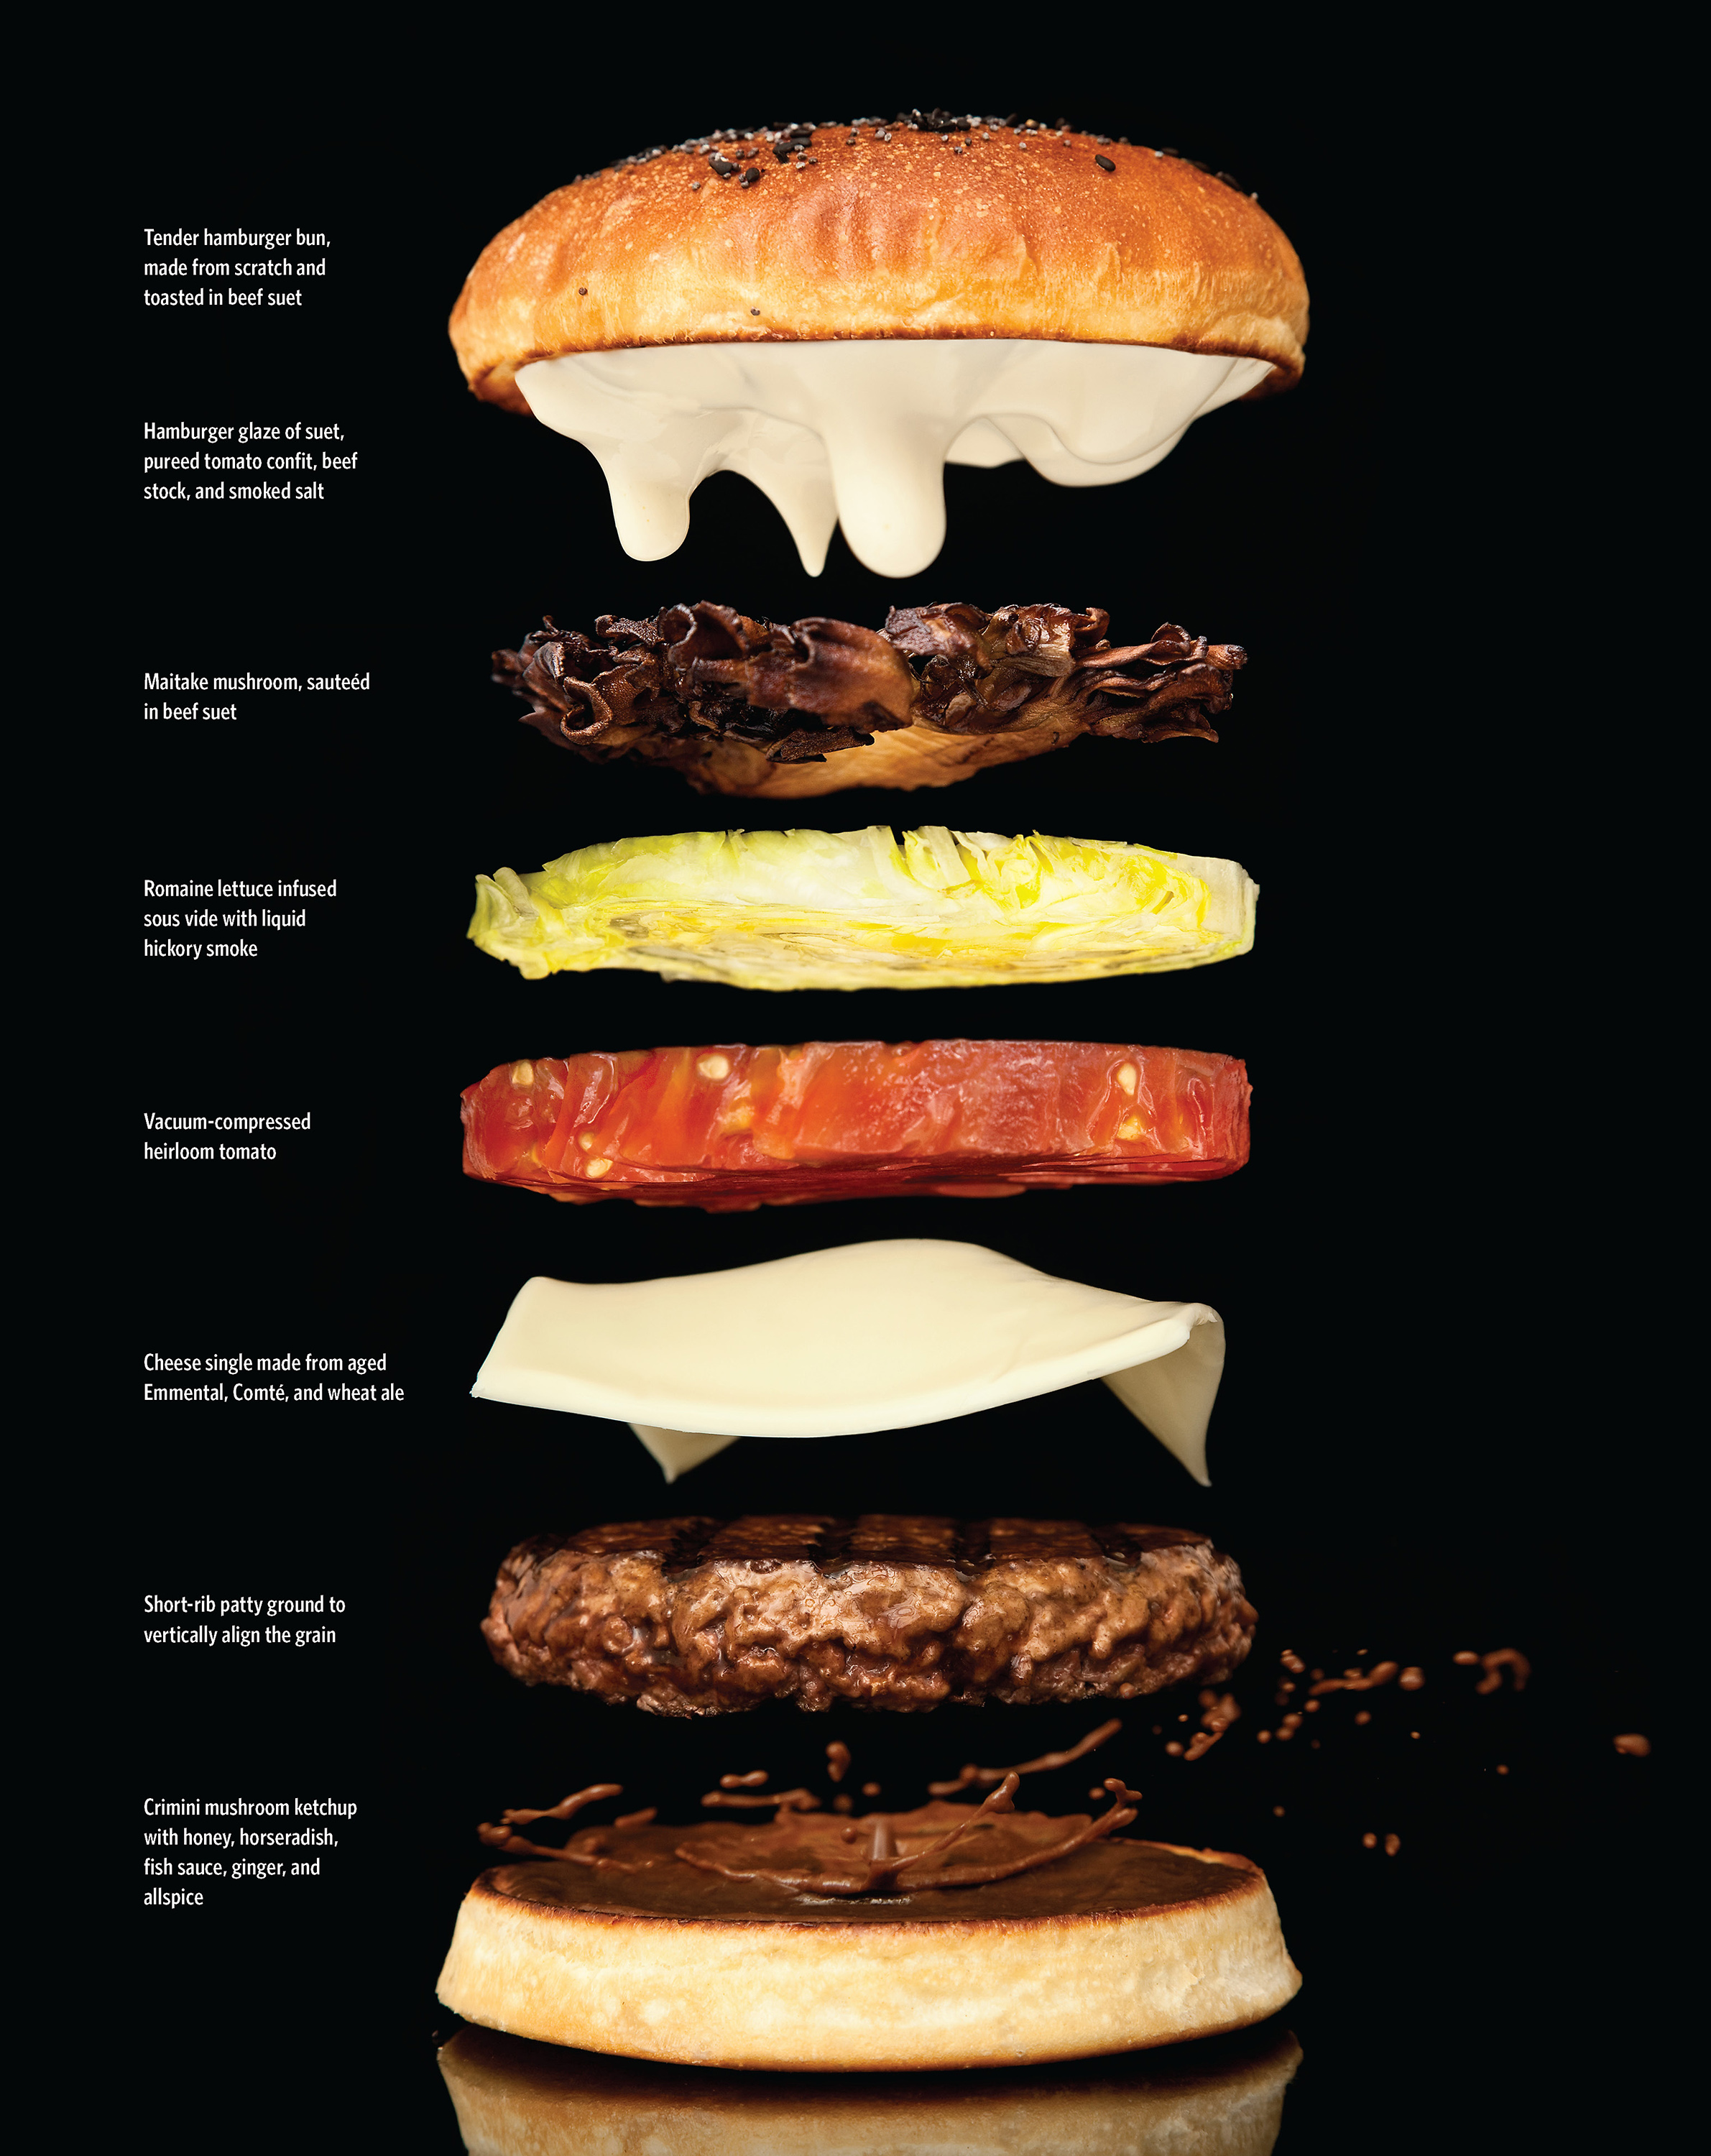 Tender hamburger bun,
made from scratch and
toasted in beef suet
Hamburger glaze of suet,
pureed tomato confit, beef
stock, and smoked salt
Maitake mushroom, sauteéd
in beef suet
Romaine lettuce infused
sous vide with liquid
hickory smoke
Vacuum-compressed
heirloom tomato
Cheese single made from aged
Emmental, Comté, and wheat ale
Short-rib patty ground to
vertically align the grain
Crimini mushroom ketchup
with honey, horseradish,
fish sauce, ginger, and
allspice